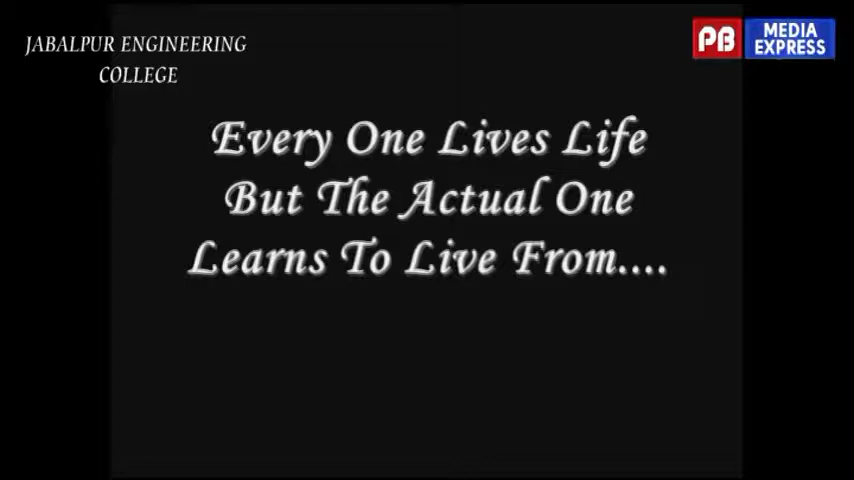 JABALPUR ENGINEERING
COLLEGE
PB
MEDIA
EXPRESS
Every One Lives Life
But The Actual One
Learns To Live From....